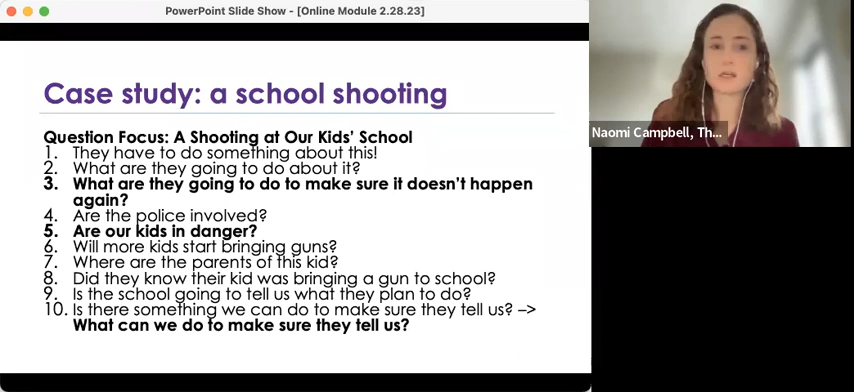 PowerPoint Slide Show - [Online Module 2.28.23]
Case study: a school shooting
Question Focus: A Shooting at Our Kids' School
1. They have to do something about this!
2. What are they going to do about it?
3. What are they going to do to make sure it doesn't happen
again?
4. Are the police involved?
5. Are our kids in danger?
6. Will more kids start bringing guns?
7. Where are the parents of this kid?
8. Did they know their kid was bringing a gun to school?
9. Is the school going to tell us what they plan to do?
10. Is there something we can do to make sure they tell us? –>
What can we do to make sure they tell us?
Naomi Campbell, Th...